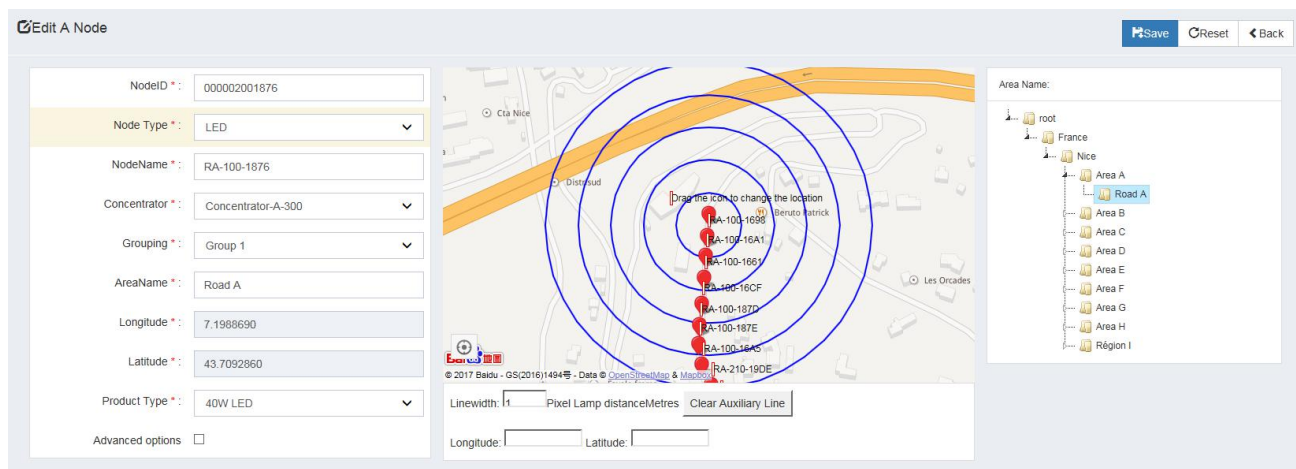 Edit A Node
Save Reset Back
NodeID * : 000002001876
Node Type * : LED
NodeName * : RA-100-1876
Concentrator * : Concentrator-A-300
Grouping * : Group 1
AreaName * : Road A
Longitude * : 7.1988690
Latitude * : 43.7092860
Product Type * : 40W LED
Advanced options
Cta Nice
Distrisud
Drag the icon to change the location
Beruto Patrick
RA-100-1698
RA-100-16A1
RA-100-1661
RA-100-16CF
Les Orcades
RA-100-187D
RA-100-187E
RA-100-16A5
RA-210-19DE
© 2017 Baidu - GS(2016)1494号 - Data © OpenStreetMap & Mapbox
Linewidth: 1 Pixel Lamp distanceMetres Clear Auxiliary Line
Longitude: Latitude:
Area Name:
root
France
Nice
Area A
Road A
Area B
Area C
Area D
Area E
Area F
Area G
Area H
Région I